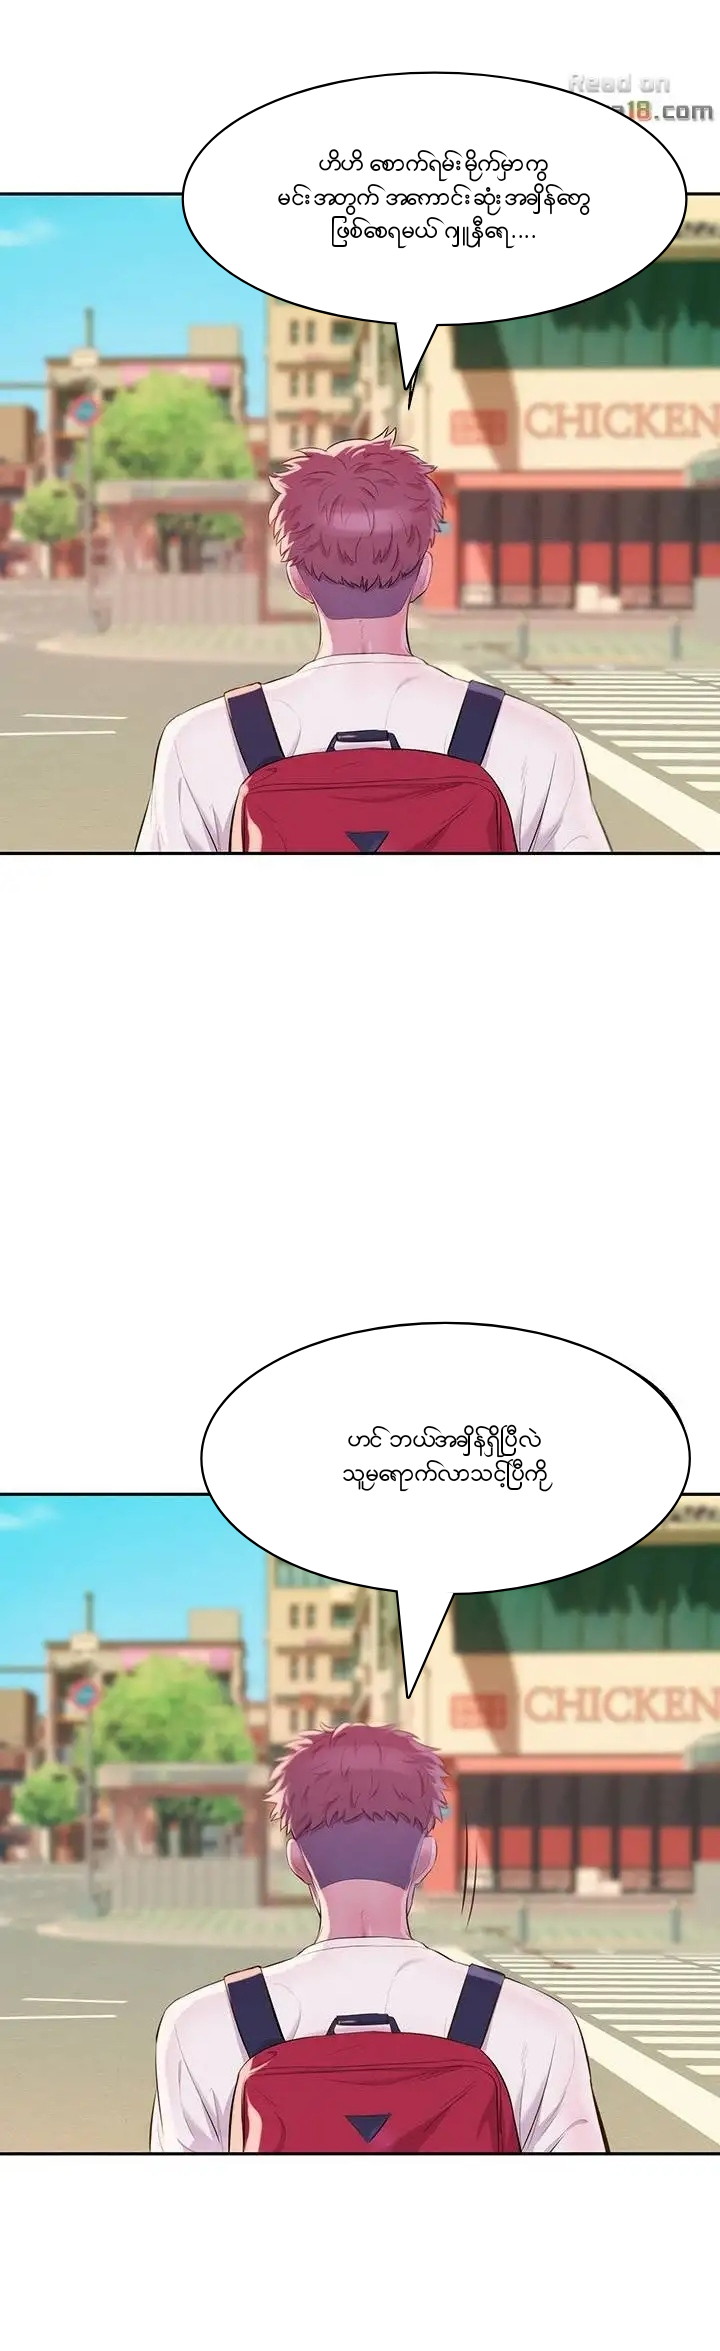 Read on
18.com
ဟိဟိ စောက်ရမ်းမိုက်မှာကွ
မင်းအတွက် အကောင်းဆုံးအချိန်တွေ
ဖြစ်စေရမယ် ဂျူနီရေ....
CHICKEN
ဟင် ဘယ်အချိန်ရှိပြီလဲ
သူမရောက်လာသင့်ပြီကို
CHICKEN